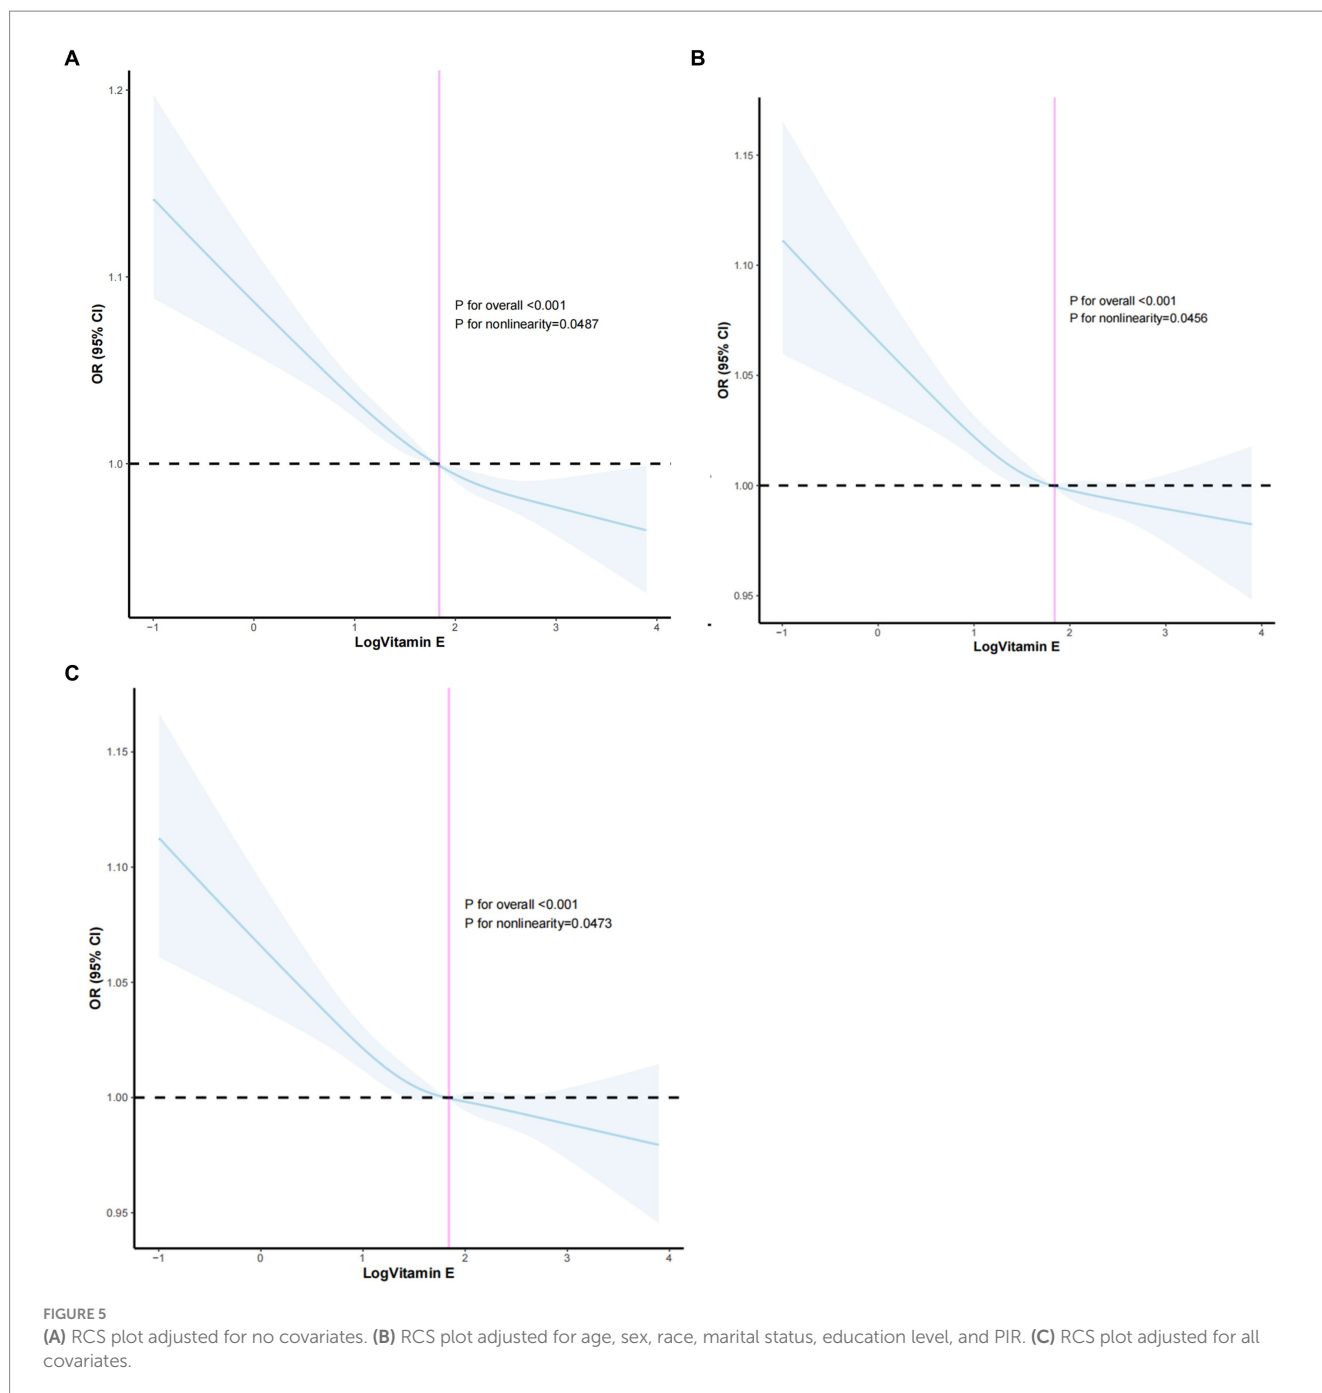 A
1.2
1.1
1.0
OR (95% CI)
P for overall <0.001
P for nonlinearity=0.0487
−1 0 1 2 3 4
LogVitamin E
B
1.15
1.10
1.05
1.00
0.95
OR (95% CI)
P for overall <0.001
P for nonlinearity=0.0456
−1 0 1 2 3 4
LogVitamin E
C
1.15
1.10
1.05
1.00
0.95
OR (95% CI)
P for overall <0.001
P for nonlinearity=0.0473
−1 0 1 2 3 4
LogVitamin E
FIGURE 5
(A) RCS plot adjusted for no covariates. (B) RCS plot adjusted for age, sex, race, marital status, education level, and PIR. (C) RCS plot adjusted for all
covariates.